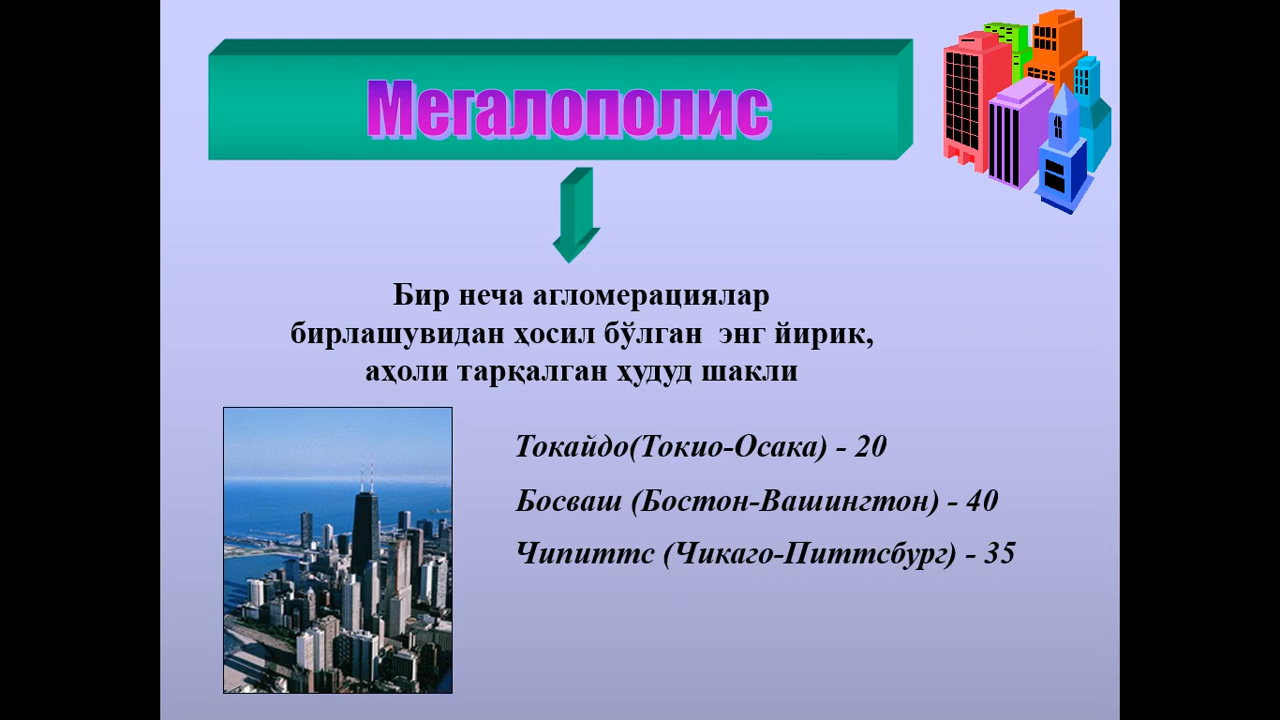 Мегалополис
Бир неча агломерациялар
бирлашувидан ҳосил бўлган энг йирик,
аҳоли тарқалган ҳудуд шакли
Токайдо(Токио-Осака) - 20
Босваш (Бостон-Вашингтон) - 40
Чипиттс (Чикаго-Питтсбург) - 35